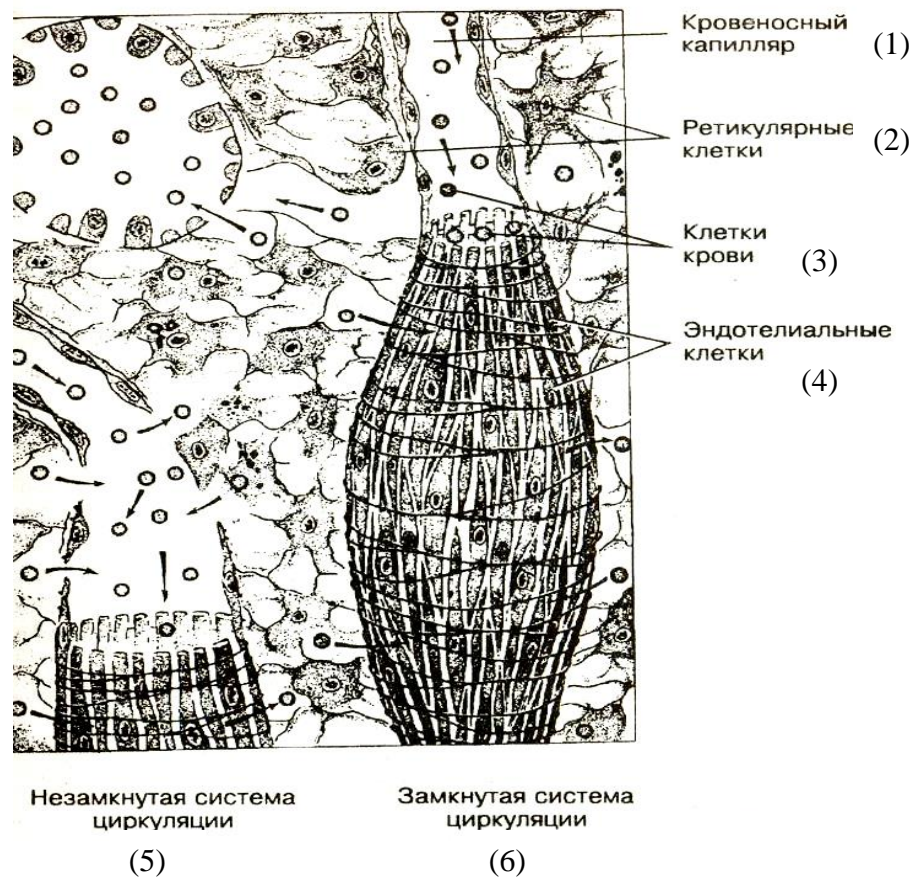 Кровеносный
капилляр (1)
Ретикулярные
клетки (2)
Клетки
крови (3)
Эндотелиальные
клетки
(4)
Незамкнутая система
циркуляции
(5)
Замкнутая система
циркуляции
(6)